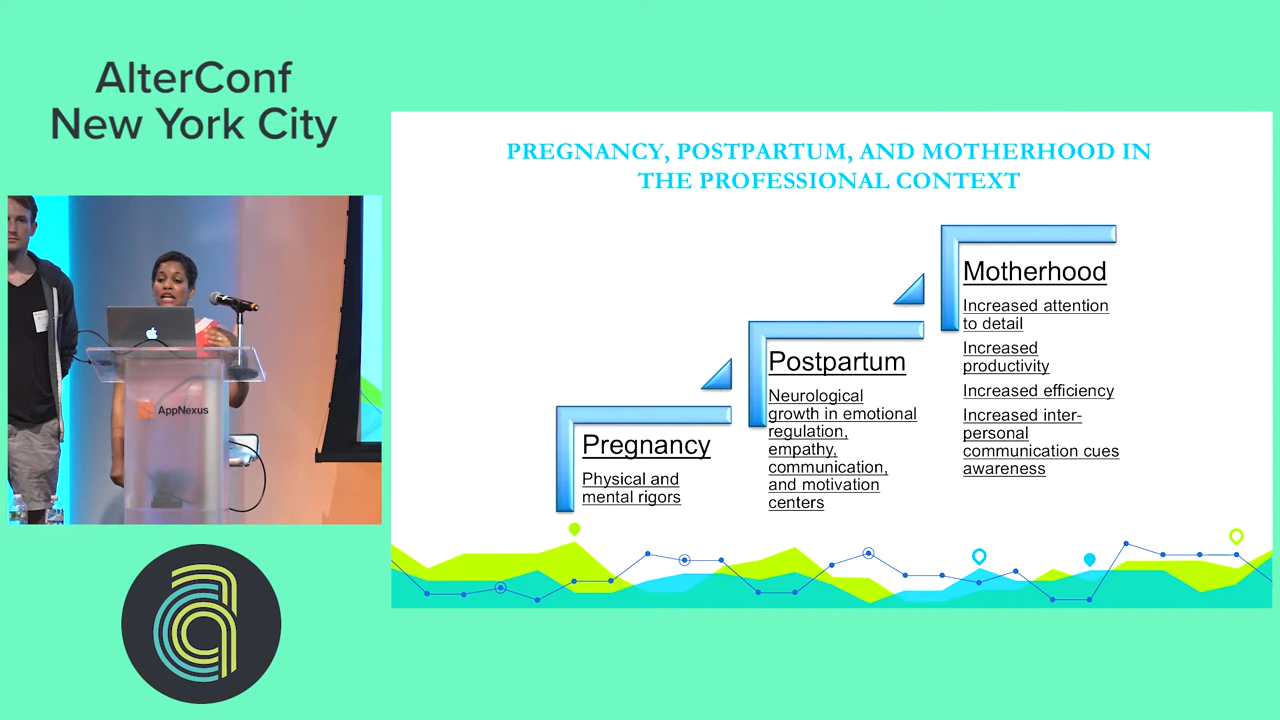 AlterConf
New York City
PREGNANCY, POSTPARTUM, AND MOTHERHOOD IN
THE PROFESSIONAL CONTEXT
Pregnancy
Physical and
mental rigors
Postpartum
Neurological
growth in emotional
regulation,
empathy,
communication,
and motivation
centers
Motherhood
Increased attention
to detail
Increased
productivity
Increased efficiency
Increased inter-
personal
communication cues
awareness
AppNexus